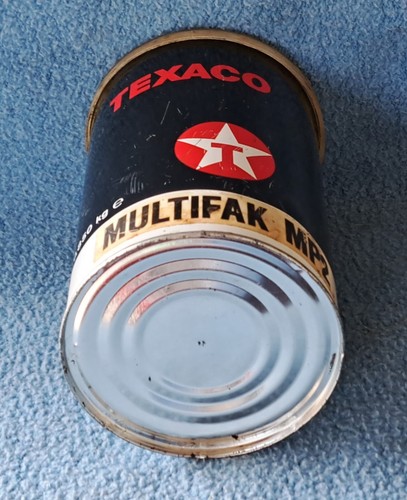 TEXACO
T
kg e
MULTIFAK MP2